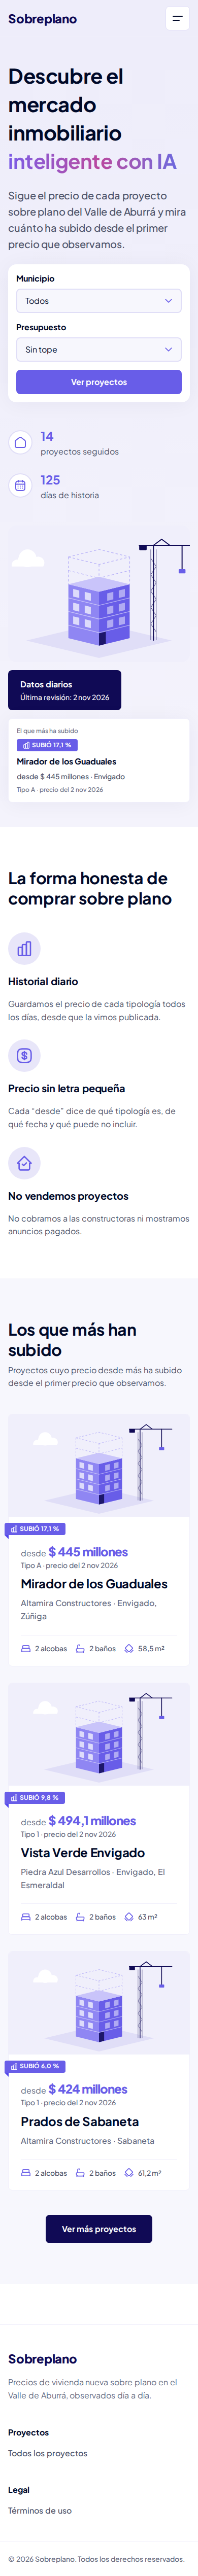 Sobreplano
Descubre el
mercado
inmobiliario
inteligente con IA
Sigue el precio de cada proyecto
sobre plano del Valle de Aburrá y mira
cuánto ha subido desde el primer
precio que observamos.
Municipio
Todos
Presupuesto
Sin tope
Ver proyectos
14
proyectos seguidos
125
días de historia
Datos diarios
Última revisión: 2 nov 2026
El que más ha subido
SUBIÓ 17,1 %
Mirador de los Guaduales
desde $ 445 millones · Envigado
Tipo A · precio del 2 nov 2026
La forma honesta de
comprar sobre plano
Historial diario
Guardamos el precio de cada tipología todos
los días, desde que la vimos publicada.
Precio sin letra pequeña
Cada “desde” dice de qué tipología es, de
qué fecha y qué puede no incluir.
No vendemos proyectos
No cobramos a las constructoras ni mostramos
anuncios pagados.
Los que más han
subido
Proyectos cuyo precio desde más ha subido
desde el primer precio que observamos.
SUBIÓ 17,1 %
desde $ 445 millones
Tipo A · precio del 2 nov 2026
Mirador de los Guaduales
Altamira Constructores · Envigado,
Zúñiga
2 alcobas 2 baños 58,5 m²
SUBIÓ 9,8 %
desde $ 494,1 millones
Tipo 1 · precio del 2 nov 2026
Vista Verde Envigado
Piedra Azul Desarrollos · Envigado, El
Esmeraldal
2 alcobas 2 baños 63 m²
SUBIÓ 6,0 %
desde $ 424 millones
Tipo 1 · precio del 2 nov 2026
Prados de Sabaneta
Altamira Constructores · Sabaneta
2 alcobas 2 baños 61,2 m²
Ver más proyectos
Sobreplano
Precios de vivienda nueva sobre plano en el
Valle de Aburrá, observados día a día.
Proyectos
Todos los proyectos
Legal
Términos de uso
© 2026 Sobreplano. Todos los derechos reservados.